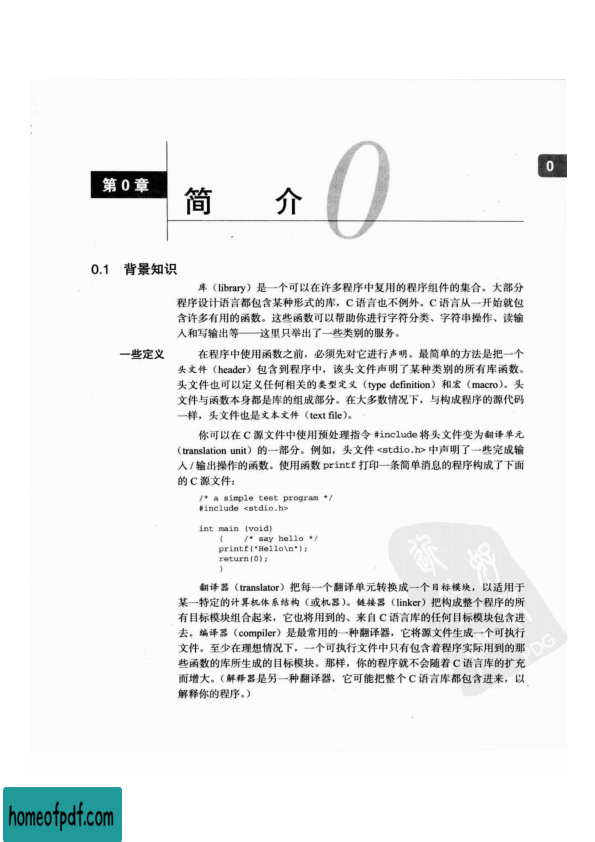 0
第0章
简 介
0
0.1 背景知识
库（library）是一个可以在许多程序中复用的程序组件的集合。大部分
程序设计语言都包含某种形式的库，C 语言也不例外。C 语言从一开始就包
含许多有用的函数。这些函数可以帮助你进行字符分类、字符串操作、读输
入和写输出等——这里只举出了一些类别的服务。
一些定义
在程序中使用函数之前，必须先对它进行声明。最简单的方法是把一个
头文件（header）包含到程序中，该头文件声明了某种类别的所有库函数。
头文件也可以定义任何相关的类型定义（type definition）和宏（macro）。头
文件与函数本身都是库的组成部分。在大多数情况下，与构成程序的源代码
一样，头文件也是文本文件（text file）。
你可以在 C 源文件中使用预处理指令 #include 将头文件变为翻译单元
（translation unit）的一部分。例如，头文件 <stdio.h> 中声明了一些完成输
入 / 输出操作的函数。使用函数 printf 打印一条简单消息的程序构成了下面
的 C 源文件：
/* a simple test program */
#include <stdio.h>
int main (void)
{ /* say hello */
printf("Hello\n");
return(0);
}
翻译器（translator）把每一个翻译单元转换成一个目标模块，以适用于
某一特定的计算机体系结构（或机器）。链接器（linker）把构成整个程序的所
有目标模块组合起来，它也将用到的、来自 C 语言库的任何目标模块包含进
去。编译器（compiler）是最常用的一种翻译器，它将源文件生成一个可执行
文件。至少在理想情况下，一个可执行文件中只有包含着程序实际用到的那
些函数的库所生成的目标模块。那样，你的程序就不会随着 C 语言库的扩充
而增大。（解释器是另一种翻译器，它可能把整个 C 语言库都包含进来，以
解释你的程序。）
homeofpdf.com